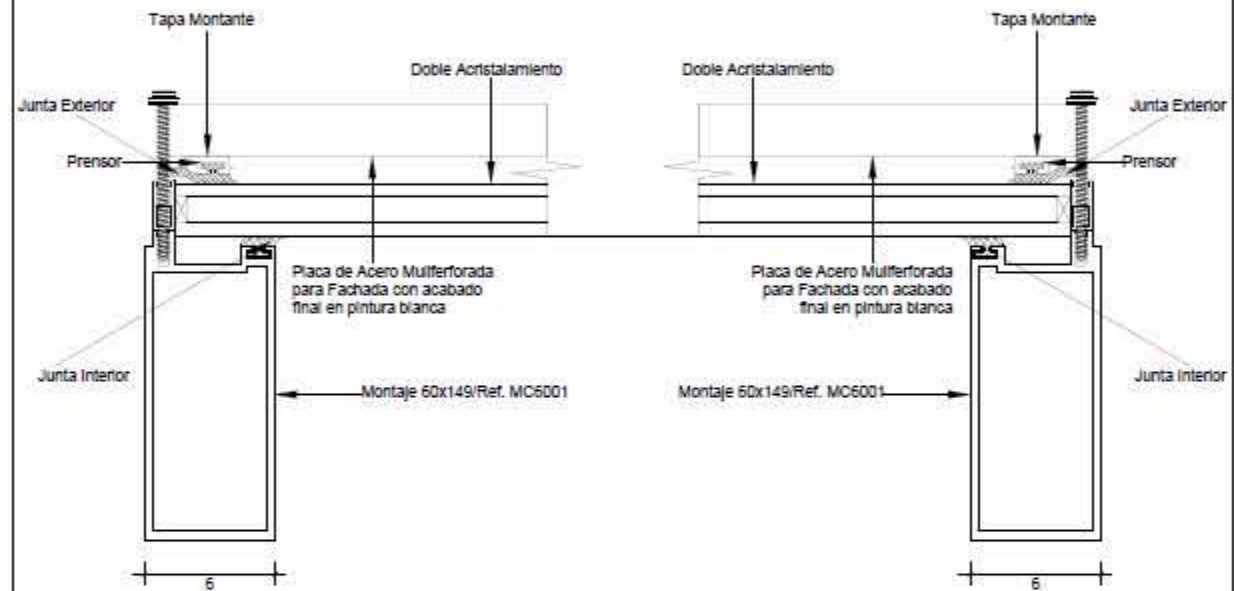 Tapa Montante
Tapa Montante
Doble Acristalamiento
Doble Acristalamiento
Junta Exterior
Junta Exterior
Prensor
Prensor
Placa de Acero Multiferforada
para Fachada con acabado
final en pintura blanca
Placa de Acero Multiferforada
para Fachada con acabado
final en pintura blanca
Junta Interior
Montaje 60x149/Ref. MC6001
Montaje 60x149/Ref. MC6001
Junta Interior
6
6